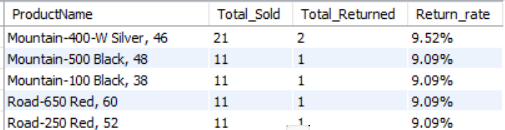 ProductName Total_Sold Total_Returned Return_rate
Mountain-400-W Silver, 46 21 2 9.52%
Mountain-500 Black, 48 11 1 9.09%
Mountain-100 Black, 38 11 1 9.09%
Road-650 Red, 60 11 1 9.09%
Road-250 Red, 52 11 1 9.09%